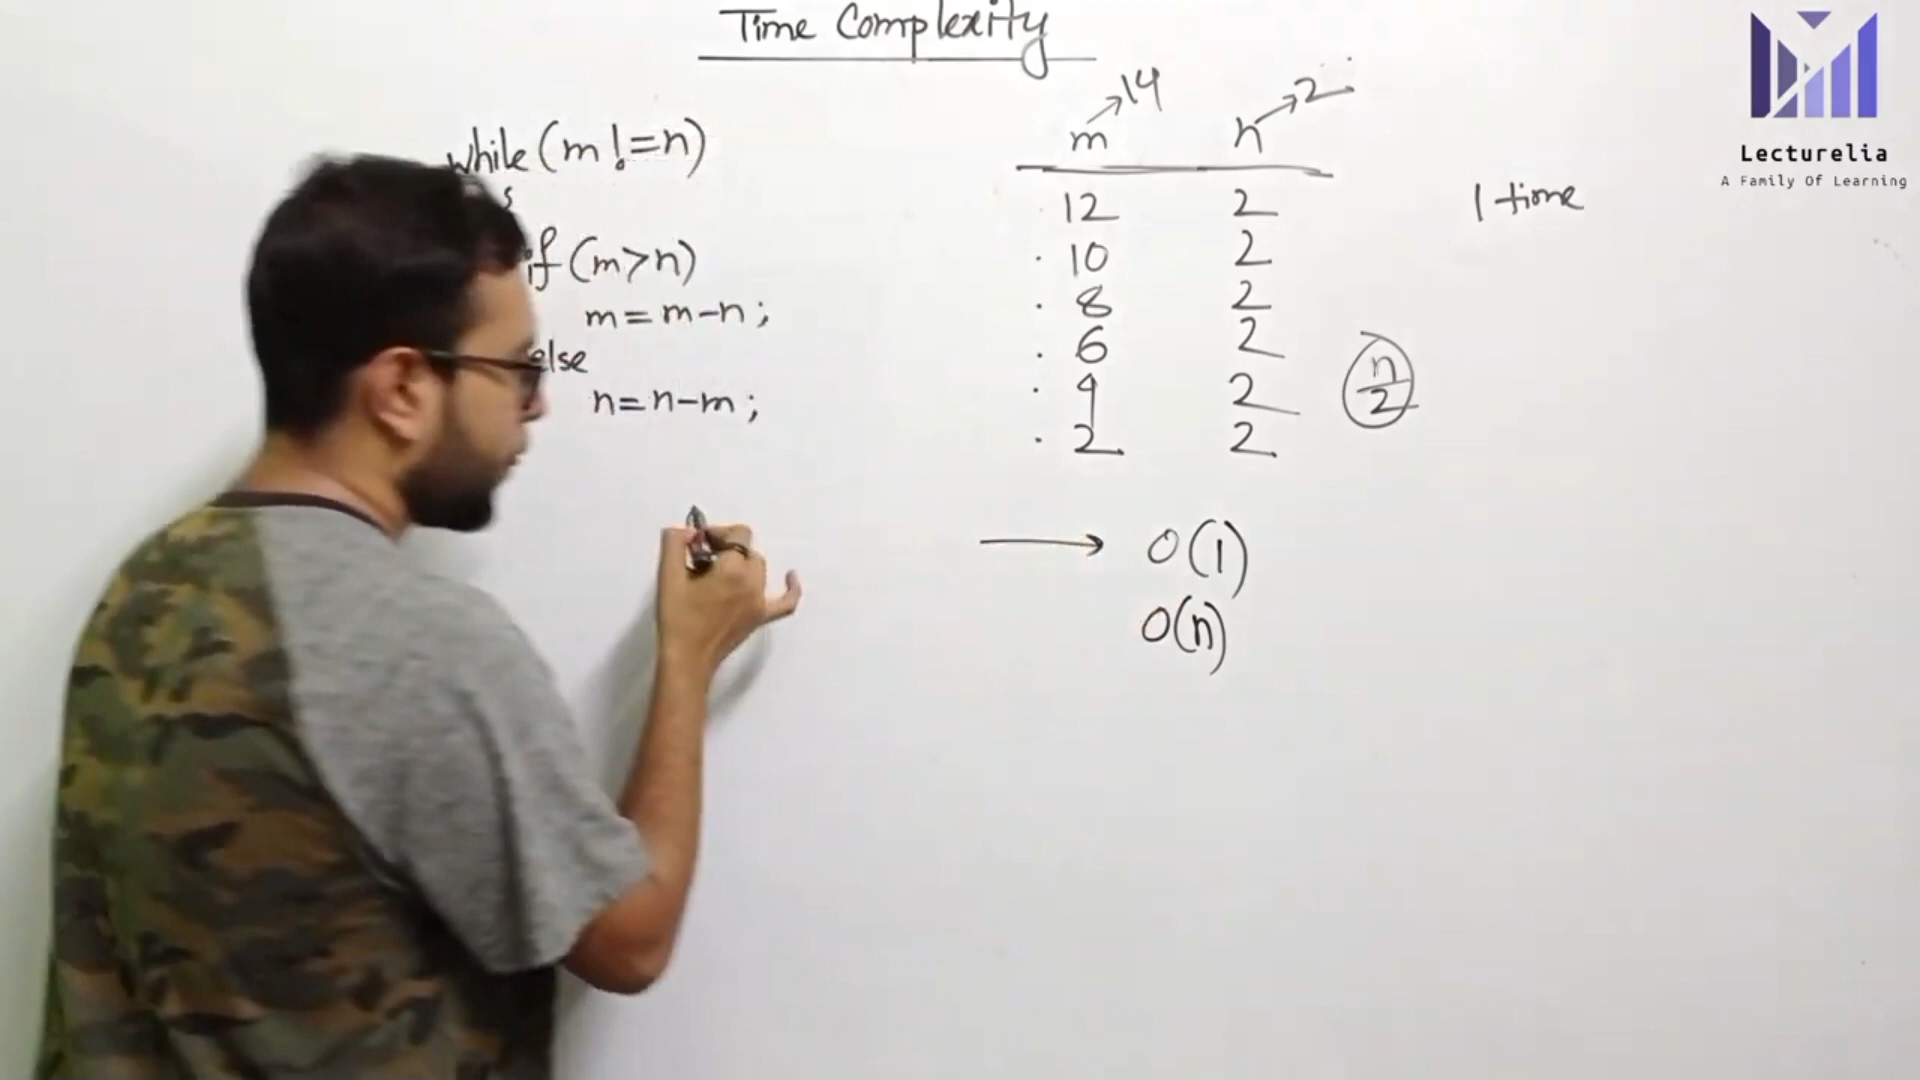 Time Complexity
while (m != n)
if (m > n)
m = m - n ;
else
n = n - m ;
m → 14 n → 2
12 2 1 time
10 2
8 2
6 2
4 2
2 2
n/2
→ O(1)
O(n)
Lecturelia
A Family Of Learning